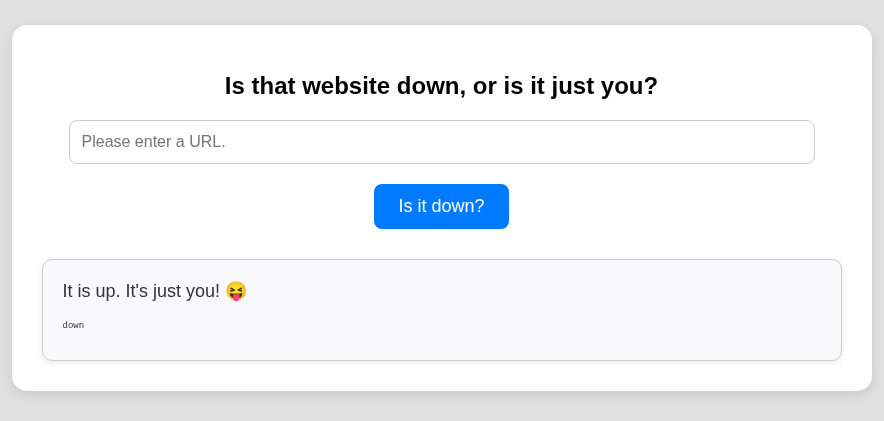 Is that website down, or is it just you?
Please enter a URL.
Is it down?
It is up. It's just you! 😝
down